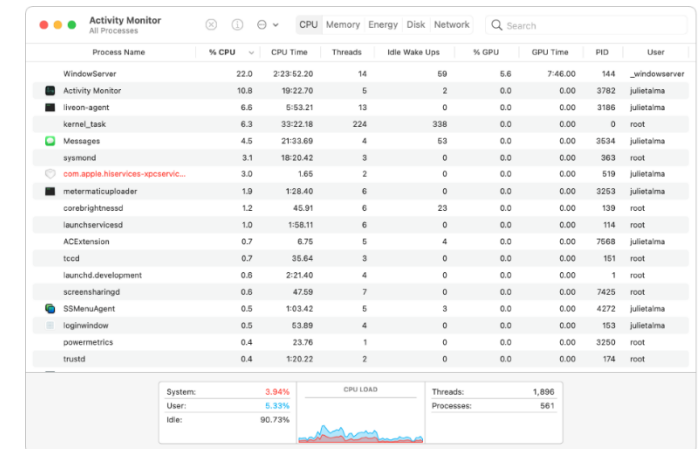 Activity Monitor
All Processes
CPU Memory Energy Disk Network
Search
Process Name % CPU CPU Time Threads Idle Wake Ups % GPU GPU Time PID User
WindowServer 22.0 2:23:52.20 14 59 5.6 7:46.00 144 _windowserver
Activity Monitor 10.8 19:22.70 5 2 0.0 0.00 3782 julietalma
liveon-agent 6.6 5:53.21 13 0 0.0 0.00 3186 julietalma
kernel_task 6.3 33:22.18 224 338 0.0 0.00 0 root
Messages 4.5 21:33.69 4 53 0.0 0.00 3534 julietalma
sysmond 3.1 18:20.42 3 0 0.0 0.00 363 root
com.apple.hiservices-xpcservic... 3.0 1.65 2 0 0.0 0.00 519 julietalma
metermaticuploader 1.9 1:28.40 6 0 0.0 0.00 3253 julietalma
corebrightnessd 1.2 45.91 6 23 0.0 0.00 139 root
launchservicesd 1.0 1:58.11 6 0 0.0 0.00 114 root
ACExtension 0.7 6.75 5 4 0.0 0.00 7568 julietalma
tccd 0.7 35.64 3 0 0.0 0.00 151 root
launchd.development 0.6 2:21.40 4 0 0.0 0.00 1 root
screensharingd 0.6 47.59 7 0 0.0 0.00 7425 root
SSMenuAgent 0.5 1:03.42 5 3 0.0 0.00 4272 julietalma
loginwindow 0.5 53.89 4 0 0.0 0.00 153 julietalma
powermetrics 0.4 23.76 1 0 0.0 0.00 3250 root
trustd 0.4 1:20.22 2 0 0.0 0.00 174 root
System: 3.94% CPU LOAD Threads: 1,896
User: 5.33% Processes: 561
Idle: 90.73%